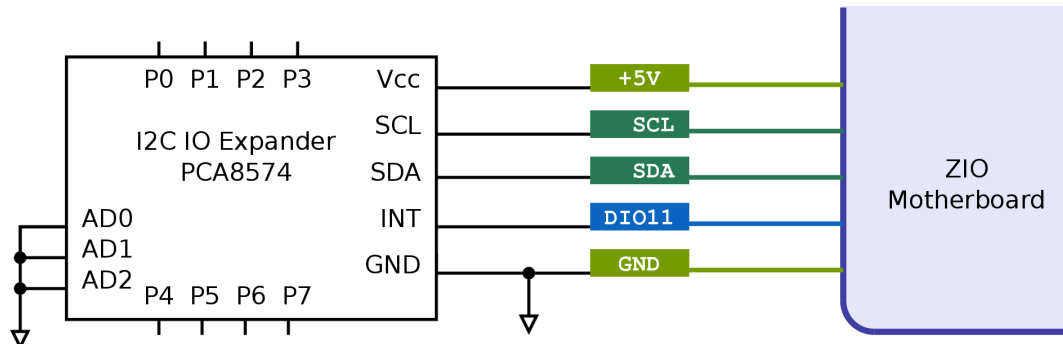 P0 P1 P2 P3
Vcc
+5V
SCL
SCL
I2C IO Expander
PCA8574
SDA
SDA
ZIO
Motherboard
AD0
INT
DIO11
AD1
AD2
GND
GND
P4 P5 P6 P7